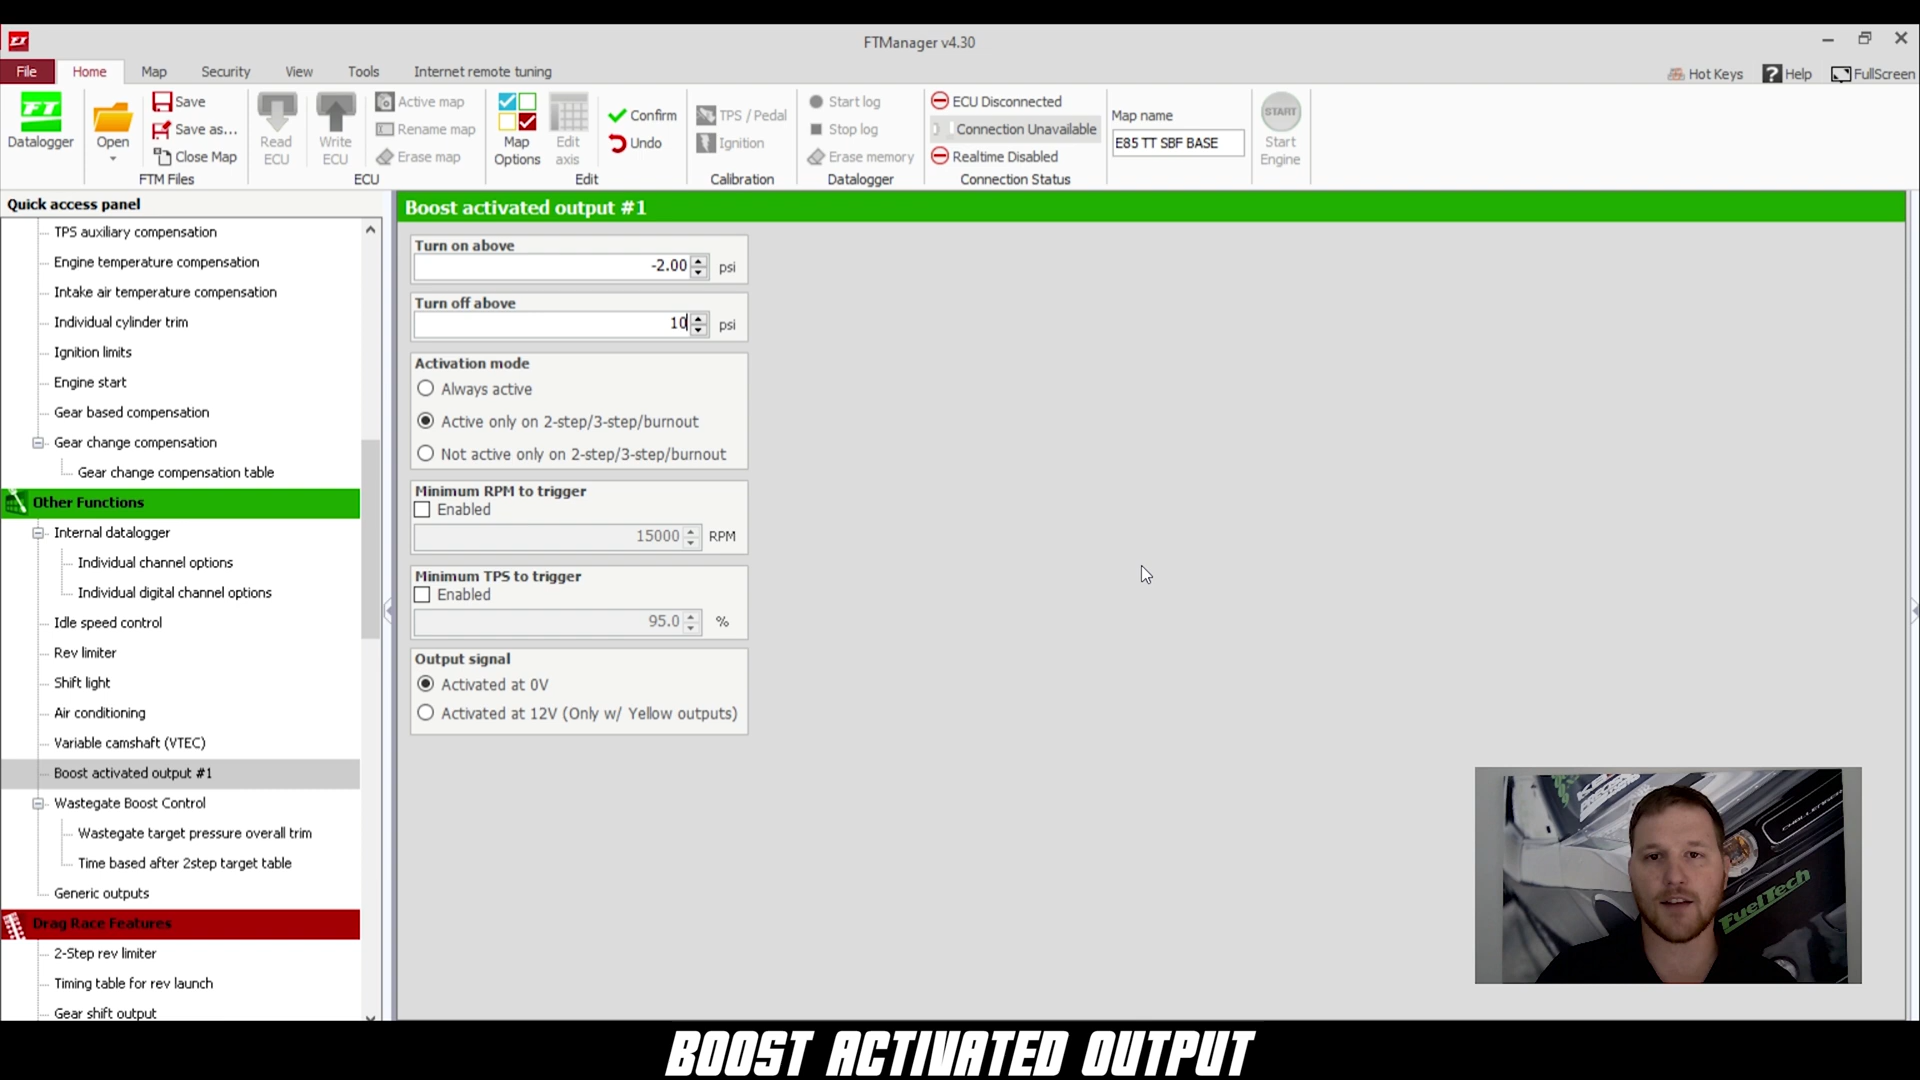 FTManager v4.30
File Home Map Security View Tools Internet remote tuning
Hot Keys ? Help FullScreen
FT
Datalogger
Open
Save
Save as...
Close Map
FTM Files
Read
ECU
Write
ECU
Active map
Rename map
Erase map
ECU
Map
Options
Edit
axis
Confirm
Undo
Edit
TPS / Pedal
Ignition
Calibration
Start log
Stop log
Erase memory
Datalogger
ECU Disconnected
Connection Unavailable
Realtime Disabled
Connection Status
Map name
E85 TT SBF BASE
START
Start
Engine
Quick access panel
TPS auxiliary compensation
Engine temperature compensation
Intake air temperature compensation
Individual cylinder trim
Ignition limits
Engine start
Gear based compensation
Gear change compensation
Gear change compensation table
Other Functions
Internal datalogger
Individual channel options
Individual digital channel options
Idle speed control
Rev limiter
Shift light
Air conditioning
Variable camshaft (VTEC)
Boost activated output #1
Wastegate Boost Control
Wastegate target pressure overall trim
Time based after 2step target table
Generic outputs
Drag Race Features
2-Step rev limiter
Timing table for rev launch
Gear shift output
Boost activated output #1
Turn on above
-2.00 psi
Turn off above
10 psi
Activation mode
Always active
Active only on 2-step/3-step/burnout
Not active only on 2-step/3-step/burnout
Minimum RPM to trigger
Enabled
15000 RPM
Minimum TPS to trigger
Enabled
95.0 %
Output signal
Activated at 0V
Activated at 12V (Only w/ Yellow outputs)
FuelTech
BOOST ACTIVATED OUTPUT